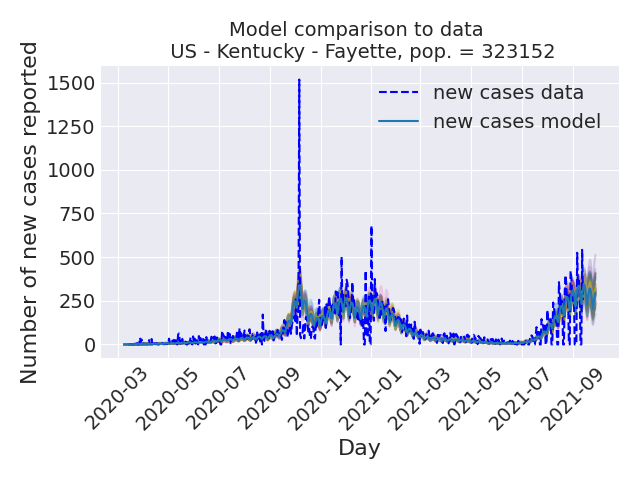 Model comparison to data
US - Kentucky - Fayette, pop. = 323152
Number of new cases reported
1500
1250
1000
750
500
250
0
new cases data
new cases model
2020-03
2020-05
2020-07
2020-09
2020-11
2021-01
2021-03
2021-05
2021-07
2021-09
Day